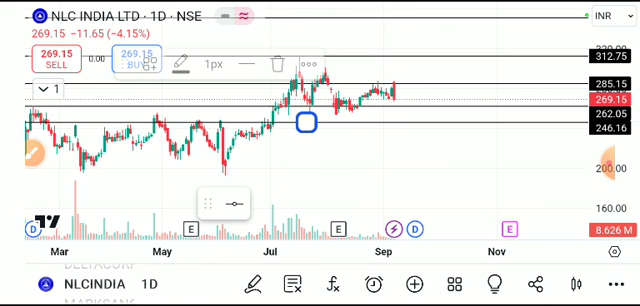 NLC INDIA LTD · 1D · NSE
INR
269.15 −11.65 (−4.15%)
269.15
SELL
0.00
269.15
BUY
1px
1
312.75
285.15
269.15
262.05
246.16
200.00
160.00
8.626 M
D
E
E
D
E
Mar
May
Jul
Sep
Nov
NLCINDIA 1D